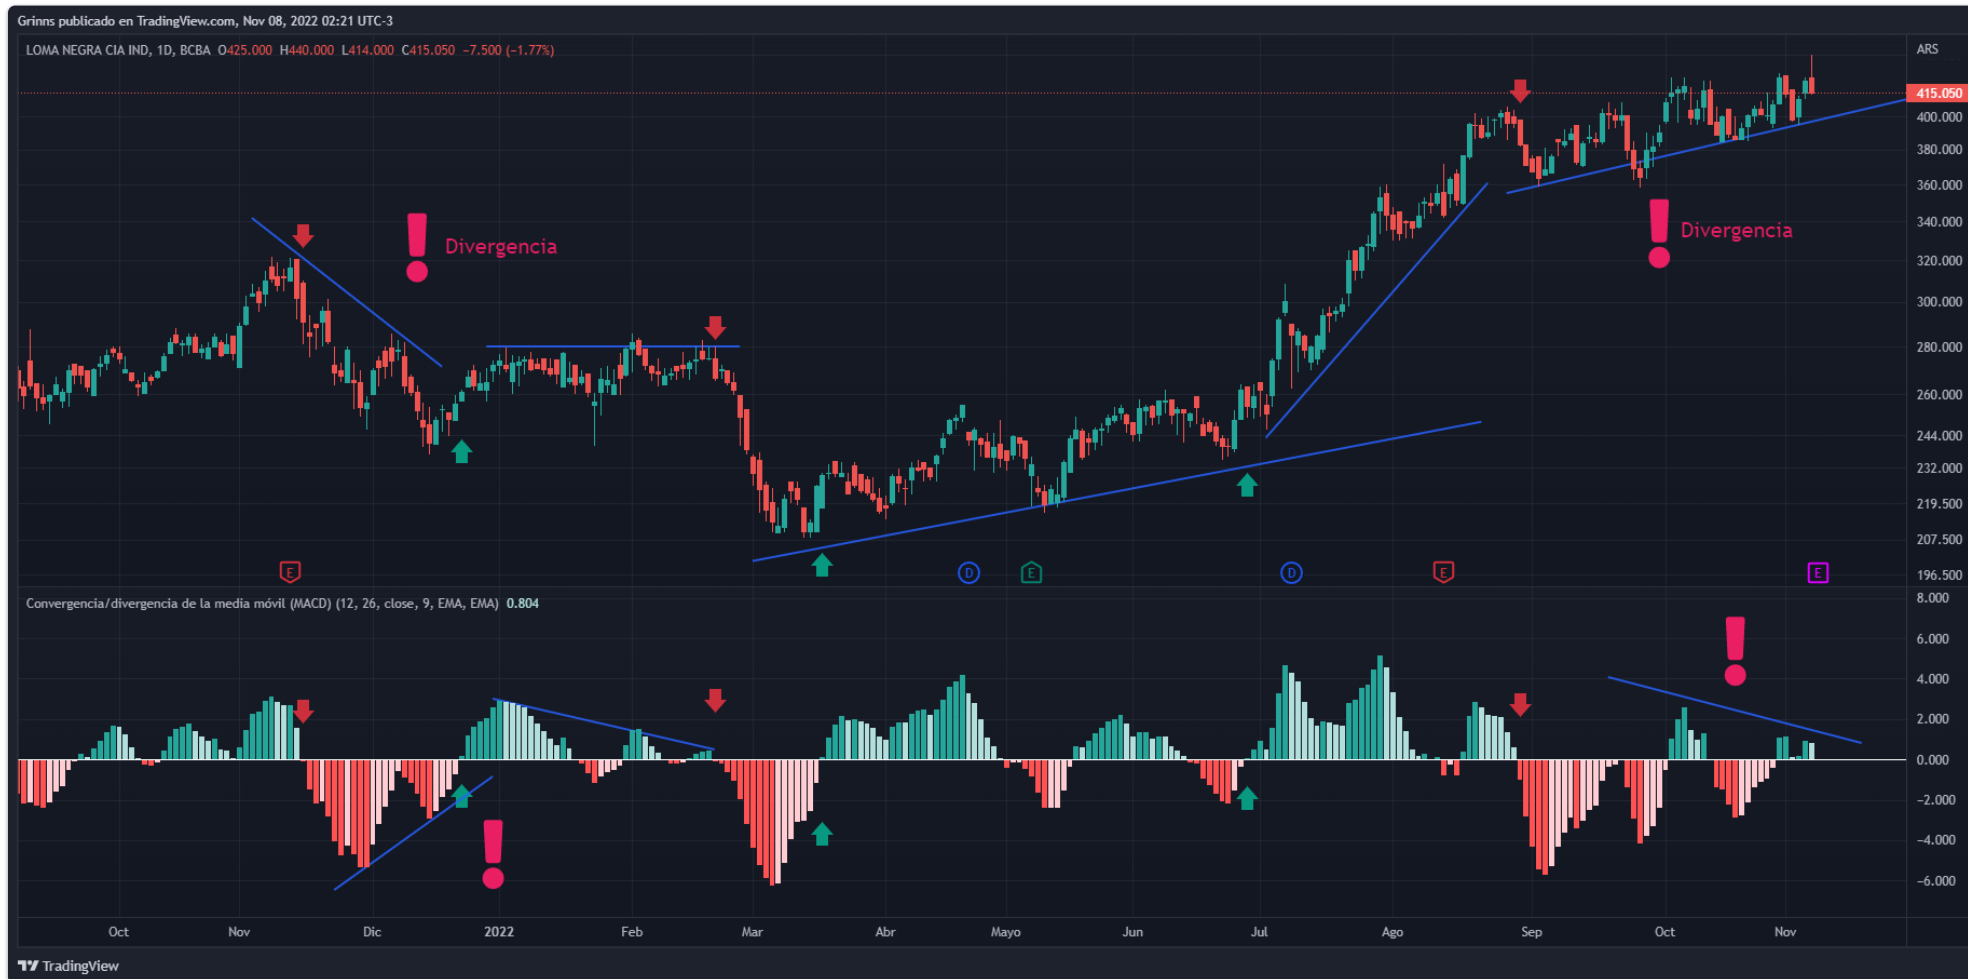 Grinns publicado en TradingView.com, Nov 08, 2022 02:21 UTC-3
LOMA NEGRA CIA IND, 1D, BCBA O425.000 H440.000 L414.000 C415.050 −7.500 (−1.77%)
ARS
415.050
400.000
380.000
360.000
340.000
320.000
300.000
280.000
260.000
244.000
232.000
219.500
207.500
196.500
Divergencia
Divergencia
E
D
E
D
E
E
Convergencia/divergencia de la media móvil (MACD) (12, 26, close, 9, EMA, EMA) 0.804
8.000
6.000
4.000
2.000
0.000
−2.000
−4.000
−6.000
Oct
Nov
Dic
2022
Feb
Mar
Abr
Mayo
Jun
Jul
Ago
Sep
Oct
Nov
TradingView